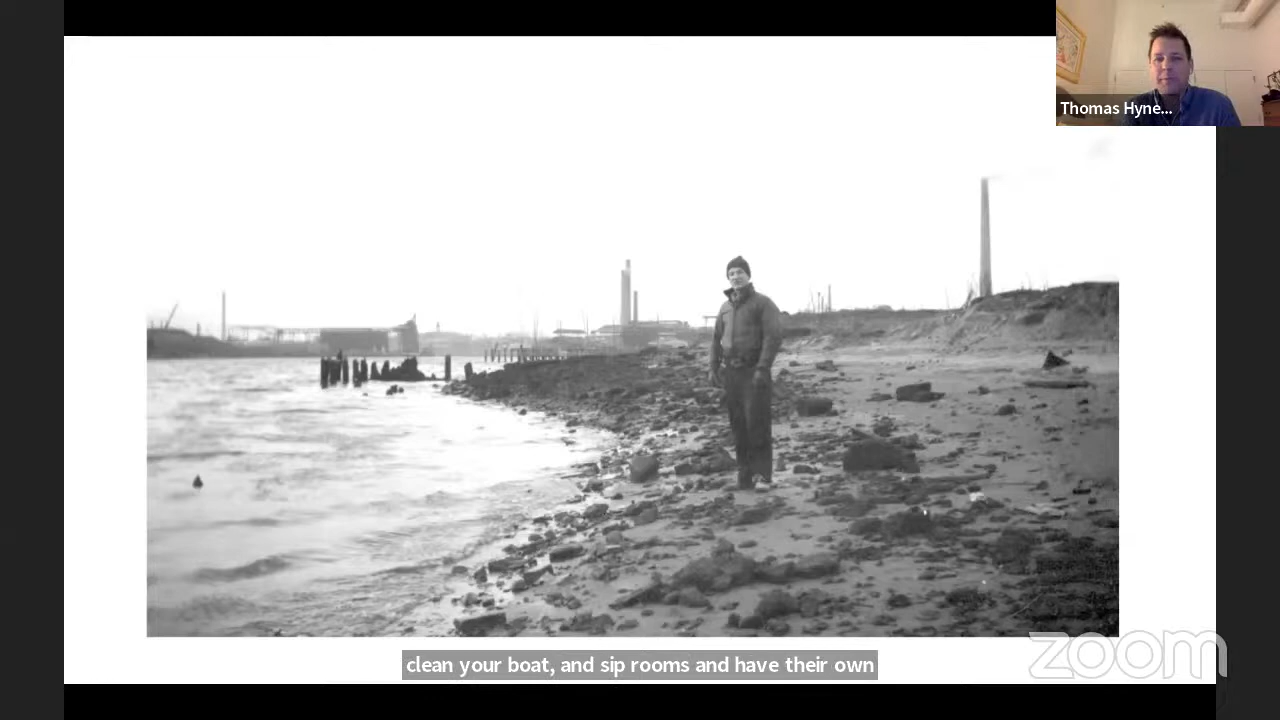 Thomas Hyne...
clean your boat, and sip rooms and have their own
zoom